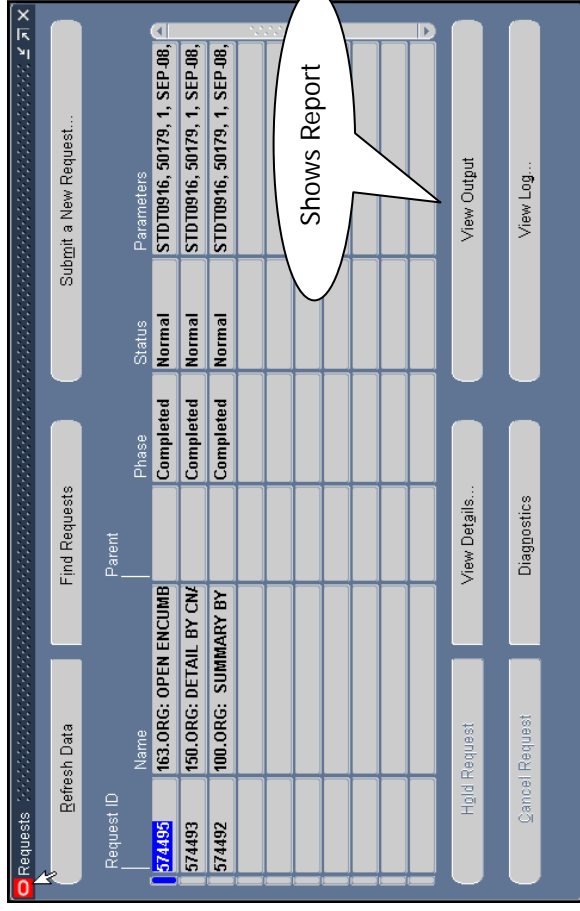 Requests
Refresh Data Find Requests Submit a New Request...
Request ID Name Parent Phase Status Parameters
574495 163.ORG: OPEN ENCUMB Completed Normal STDT0916, 50179, 1, SEP-08,
574493 150.ORG: DETAIL BY CNA Completed Normal STDT0916, 50179, 1, SEP-08,
574492 100.ORG: SUMMARY BY Completed Normal STDT0916, 50179, 1, SEP-08,
Shows Report
Hold Request View Details... View Output
Cancel Request Diagnostics View Log...